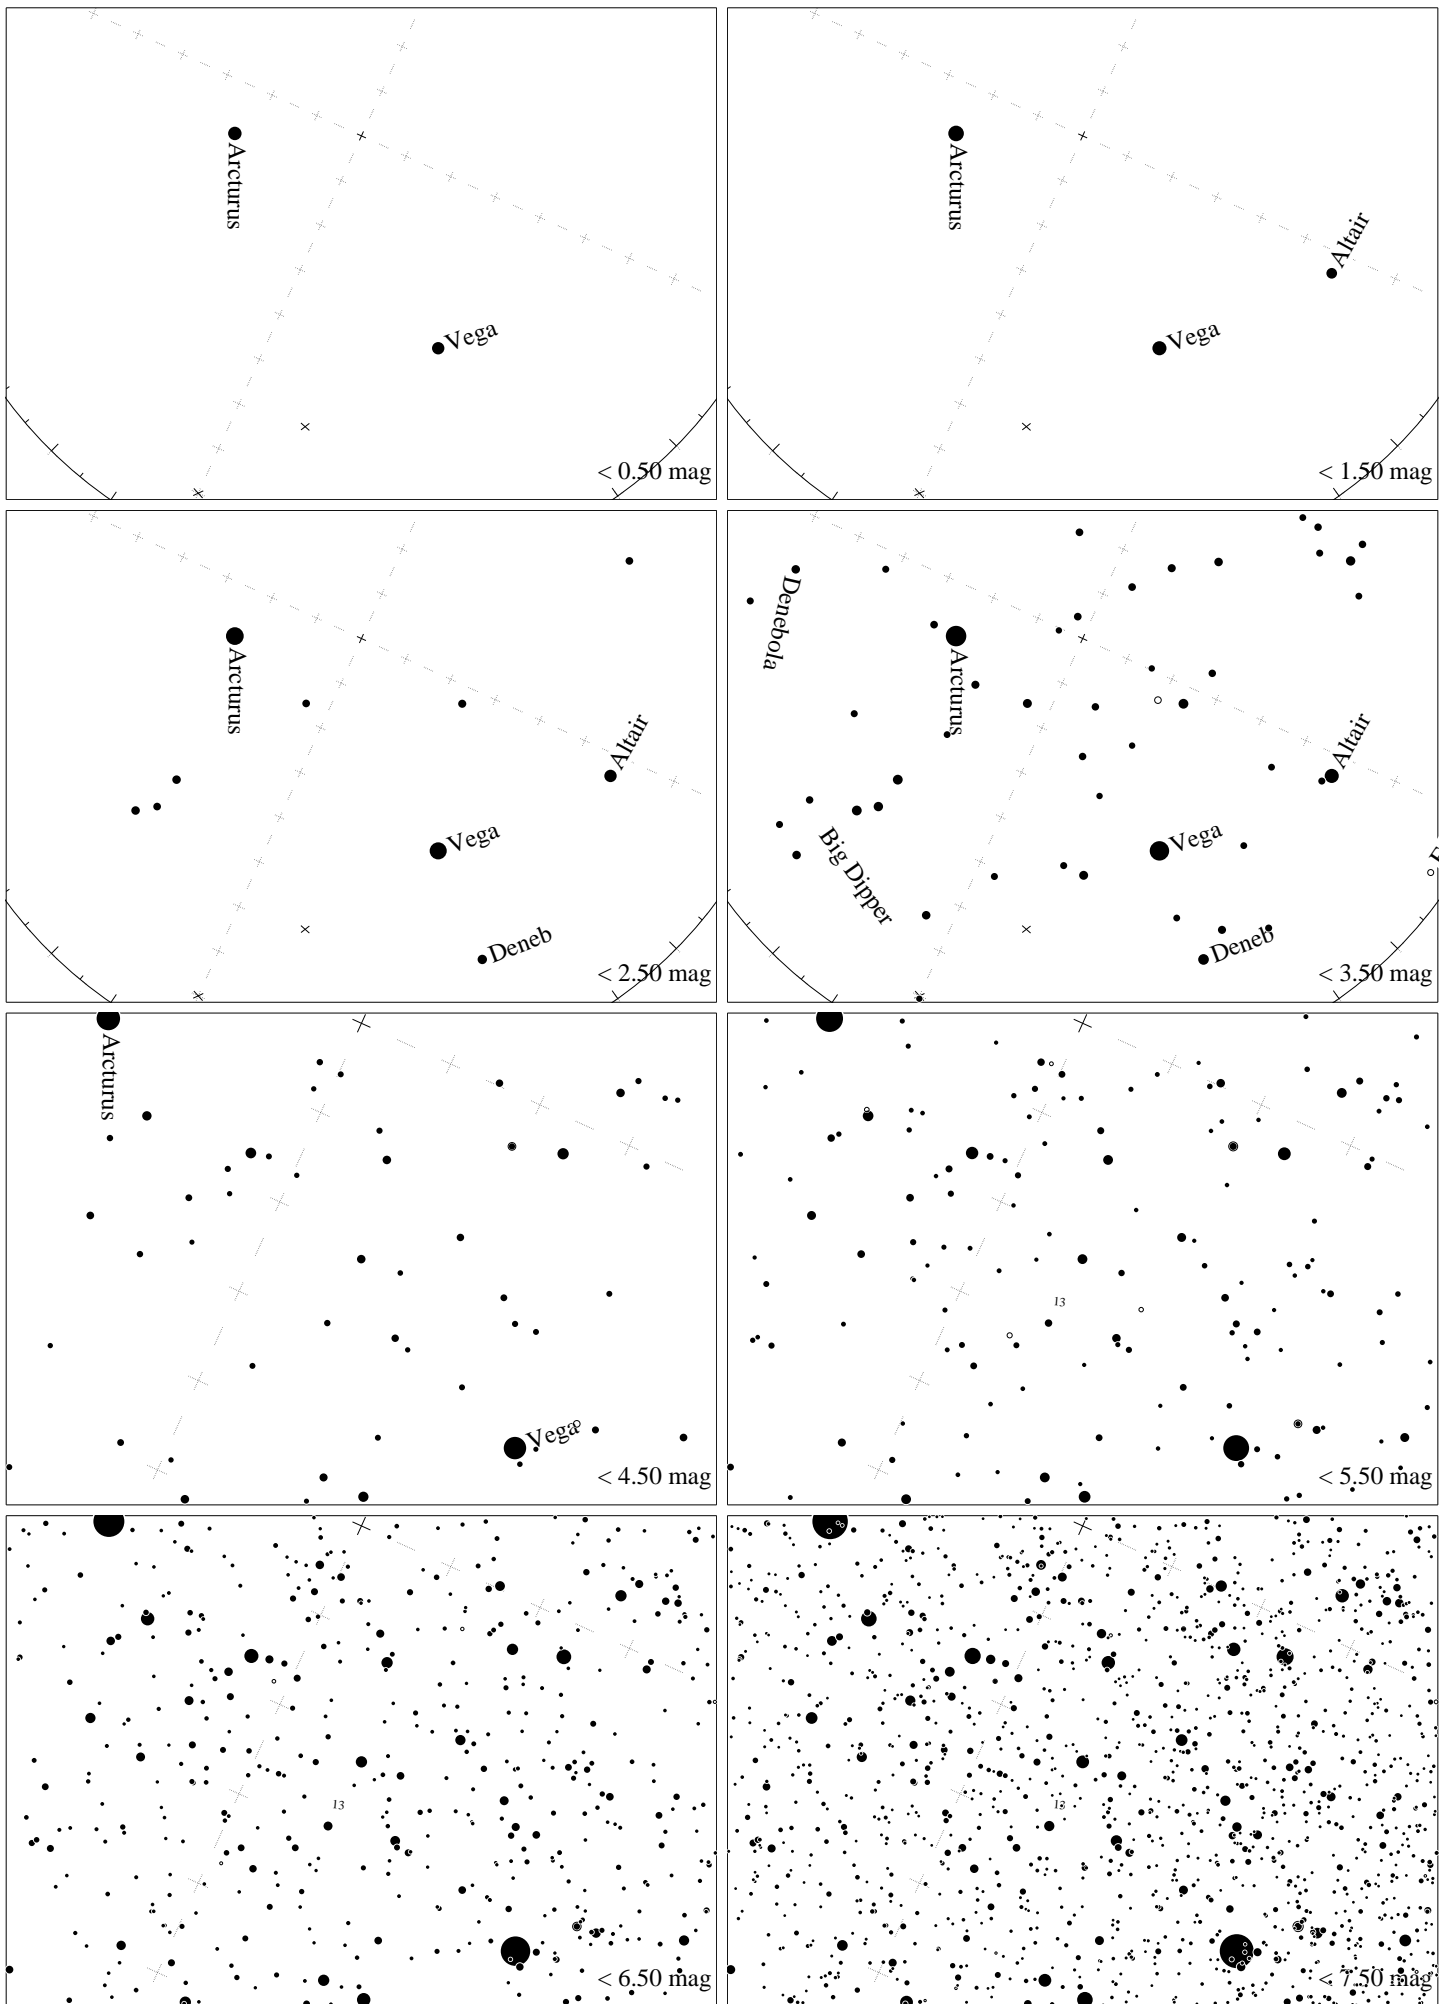 Arcturus
Vega
< 0.50 mag
Arcturus
Altair
Vega
< 1.50 mag
Arcturus
Altair
Vega
Deneb
< 2.50 mag
Denebola
Arcturus
Altair
Vega
Big Dipper
Deneb
< 3.50 mag
Arcturus
Vega
< 4.50 mag
13
< 5.50 mag
13
< 6.50 mag
13
< 7.50 mag